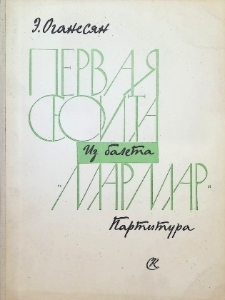 Э. Оганесян
ПЕРВАЯ
СЮИТА
Из балета
"МАРМАР"
Партитура
СК